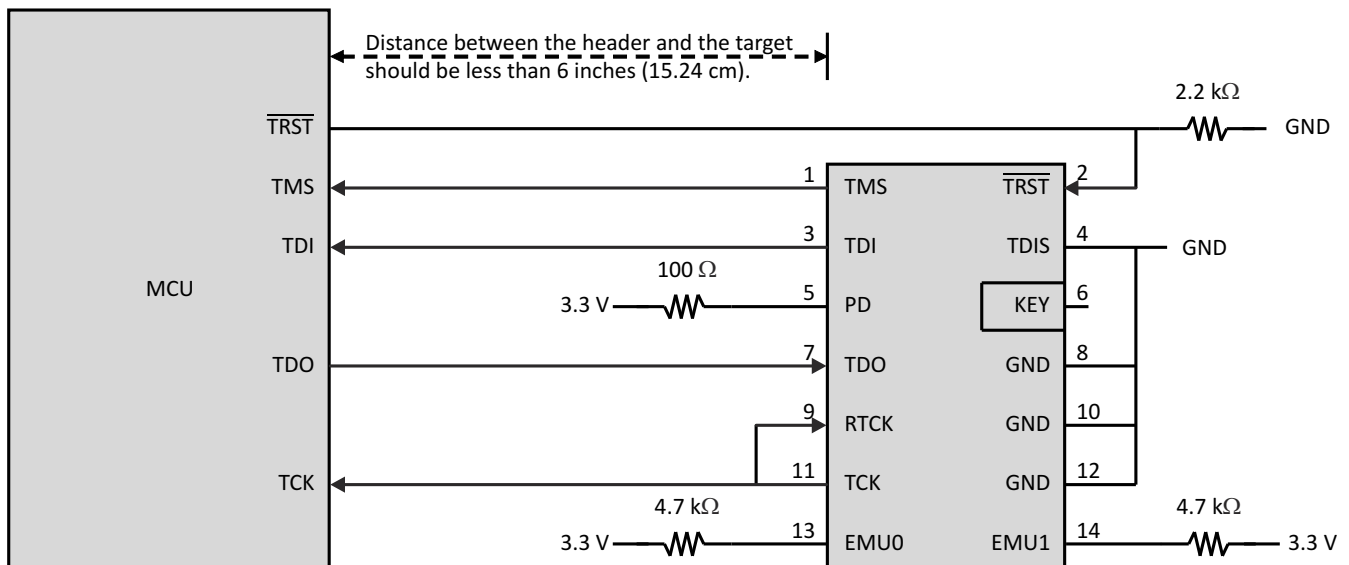 Distance between the header and the target
should be less than 6 inches (15.24 cm).
2.2 kΩ
TRST
GND
TMS
1
TMS
TRST
2
TDI
3
TDI
TDIS
4
GND
100 Ω
MCU
3.3 V
5
PD
KEY
6
TDO
7
TDO
GND
8
9
RTCK
GND
10
TCK
11
TCK
GND
12
4.7 kΩ
4.7 kΩ
3.3 V
13
EMU0
EMU1
14
3.3 V